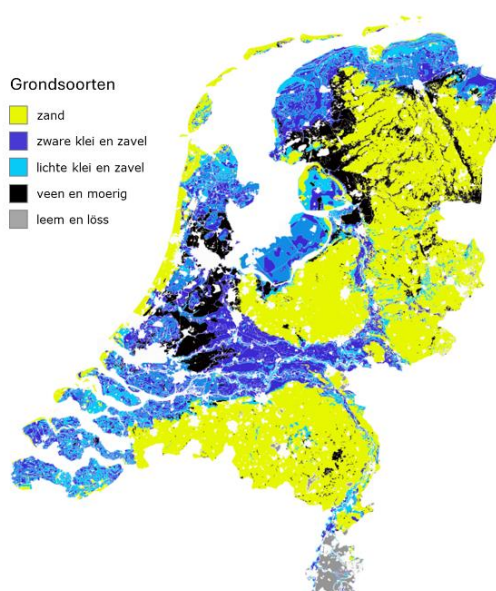 Grondsoorten
zand
zware klei en zavel
lichte klei en zavel
veen en moerig
leem en löss